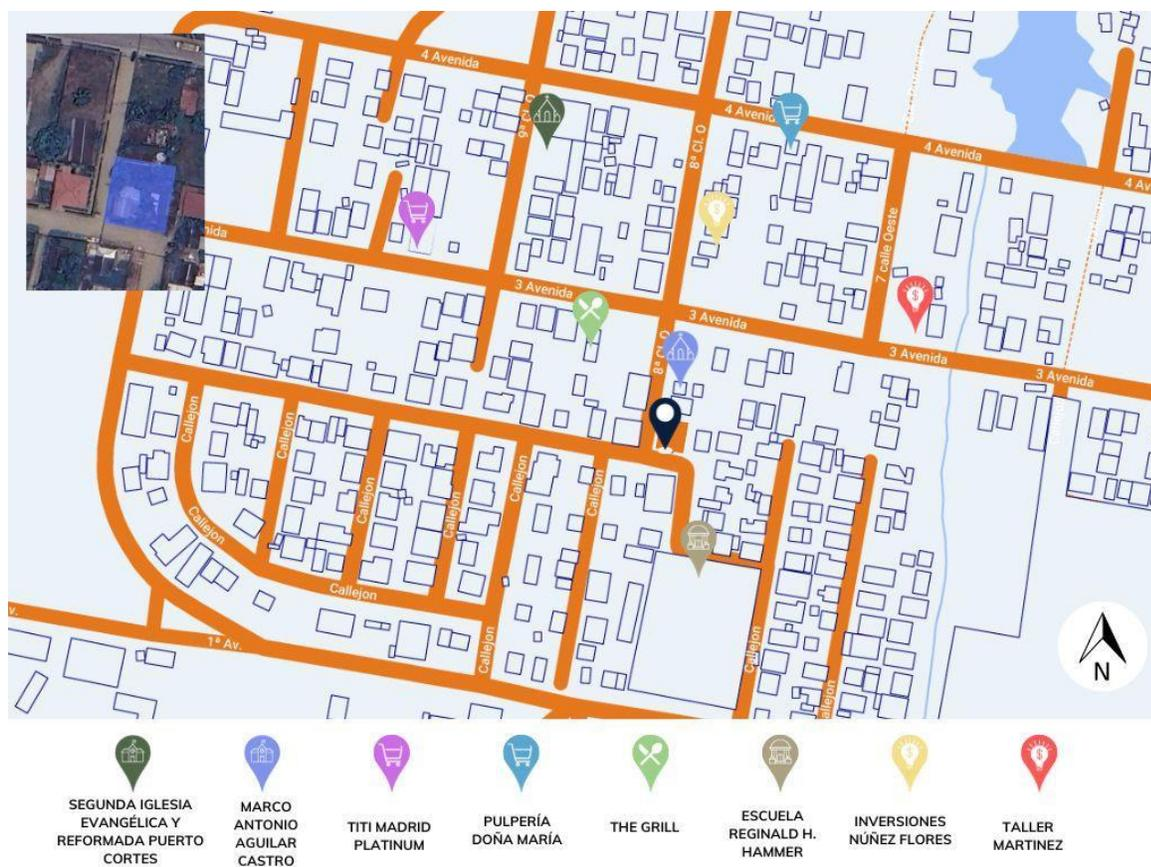 4 Avenida
4 Avenida
4 Avenida
4 Av
9ª Cl. O
8ª Cl. O
7 calle Oeste
nida
3 Avenida
3 Avenida
3 Avenida
3 Avenida
8ª Cl. O
Callejon
Callejon
Callejon
Callejon
Callejon
Callejon
Callejon
Callejon
Callejon
v.
1ª Av.
Callejon
Callejon
allejon
N
SEGUNDA IGLESIA
EVANGÉLICA Y
REFORMADA PUERTO
CORTES
MARCO
ANTONIO
AGUILAR
CASTRO
TITI MADRID
PLATINUM
PULPERÍA
DOÑA MARÍA
THE GRILL
ESCUELA
REGINALD H.
HAMMER
INVERSIONES
NÚÑEZ FLORES
TALLER
MARTINEZ